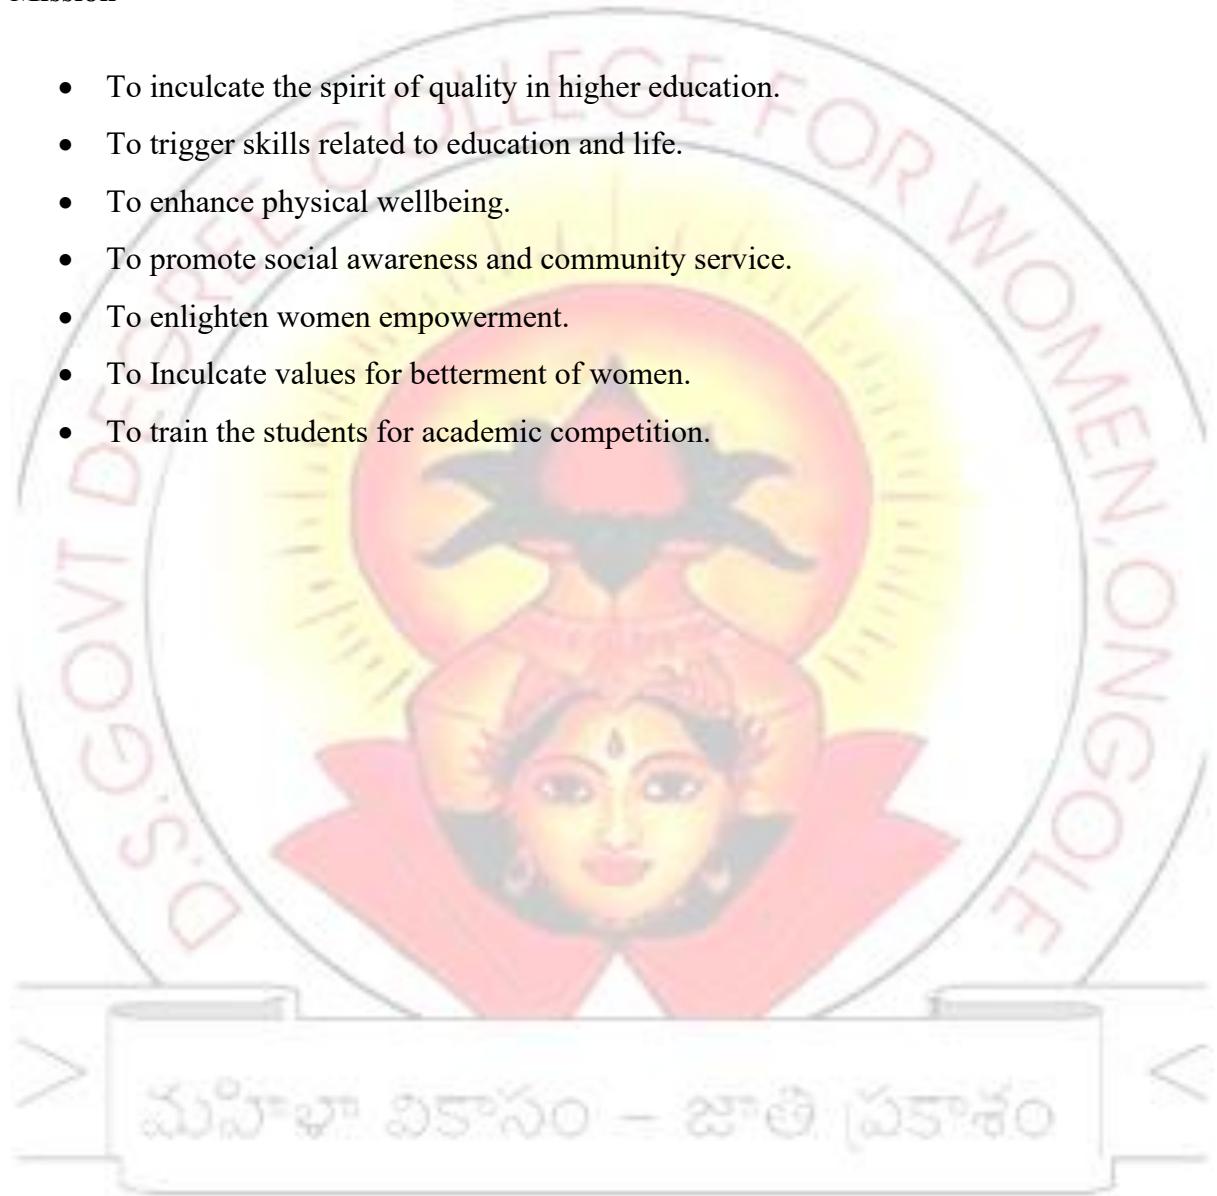 Mission
• To inculcate the spirit of quality in higher education.
• To trigger skills related to education and life.
• To enhance physical wellbeing.
• To promote social awareness and community service.
• To enlighten women empowerment.
• To Inculcate values for betterment of women.
• To train the students for academic competition.
D.S.GOVT DEGREE COLLEGE FOR WOMEN, ONGOLE
మహిళా వికాసం – జాతి ప్రకాశం